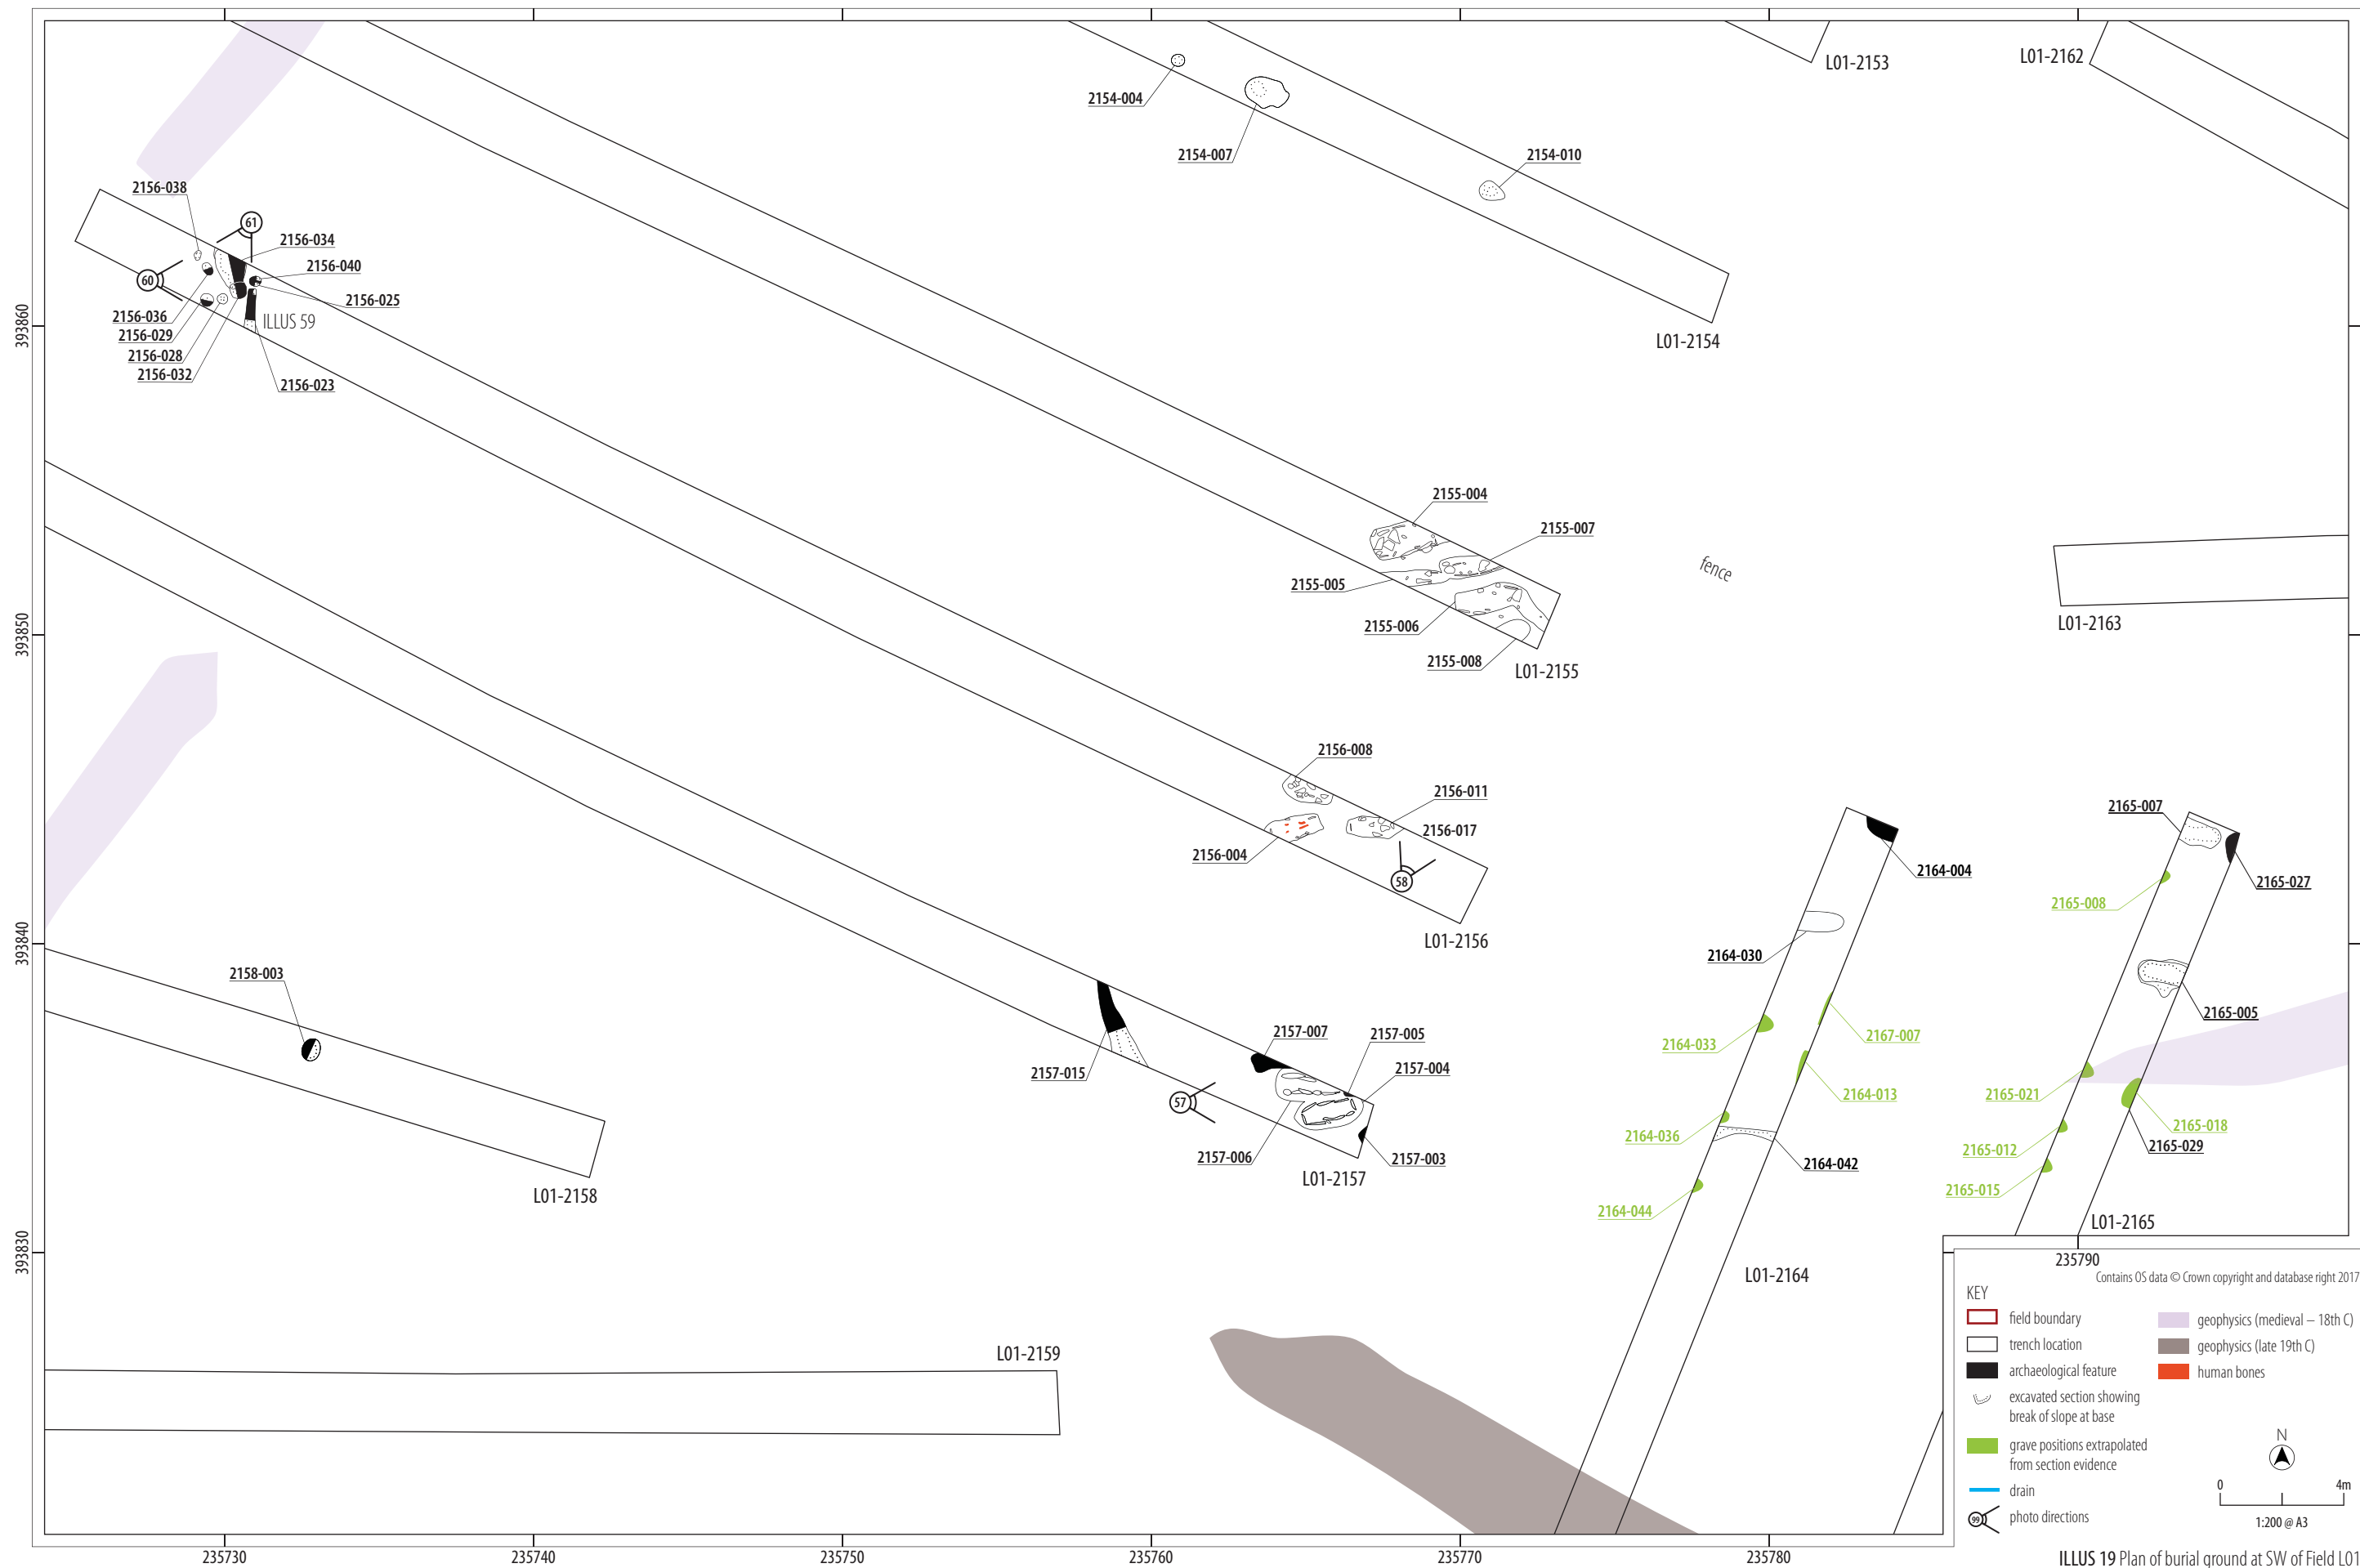 L01-2153
L01-2162
2154-004
2154-007
2154-010
2156-038
61
2156-034
2156-040
60
2156-025
2156-036
ILLUS 59
2156-029
2156-028
2156-032
2156-023
393860
L01-2154
2155-004
2155-007
fence
2155-005
2155-006
2155-008
L01-2155
L01-2163
393850
2156-008
2156-011
2156-017
2156-004
58
L01-2156
2165-007
2164-004
2165-027
2165-008
393840
2164-030
2158-003
2165-005
2157-007
2157-005
2164-033
2167-007
2157-015
2157-004
57
2164-013
2165-021
2164-036
2165-018
2157-006
2157-003
2164-042
2165-012
2165-029
L01-2157
L01-2158
2165-015
2164-044
L01-2165
393830
235790
L01-2164
Contains OS data © Crown copyright and database right 2017
L01-2159
KEY
field boundary
trench location
archaeological feature
excavated section showing
break of slope at base
grave positions extrapolated
from section evidence
drain
99
photo directions
geophysics (medieval – 18th C)
geophysics (late 19th C)
human bones
N
0
4m
1:200 @ A3
235730
235740
235750
235760
235770
235780
ILLUS 19 Plan of burial ground at SW of Field L01